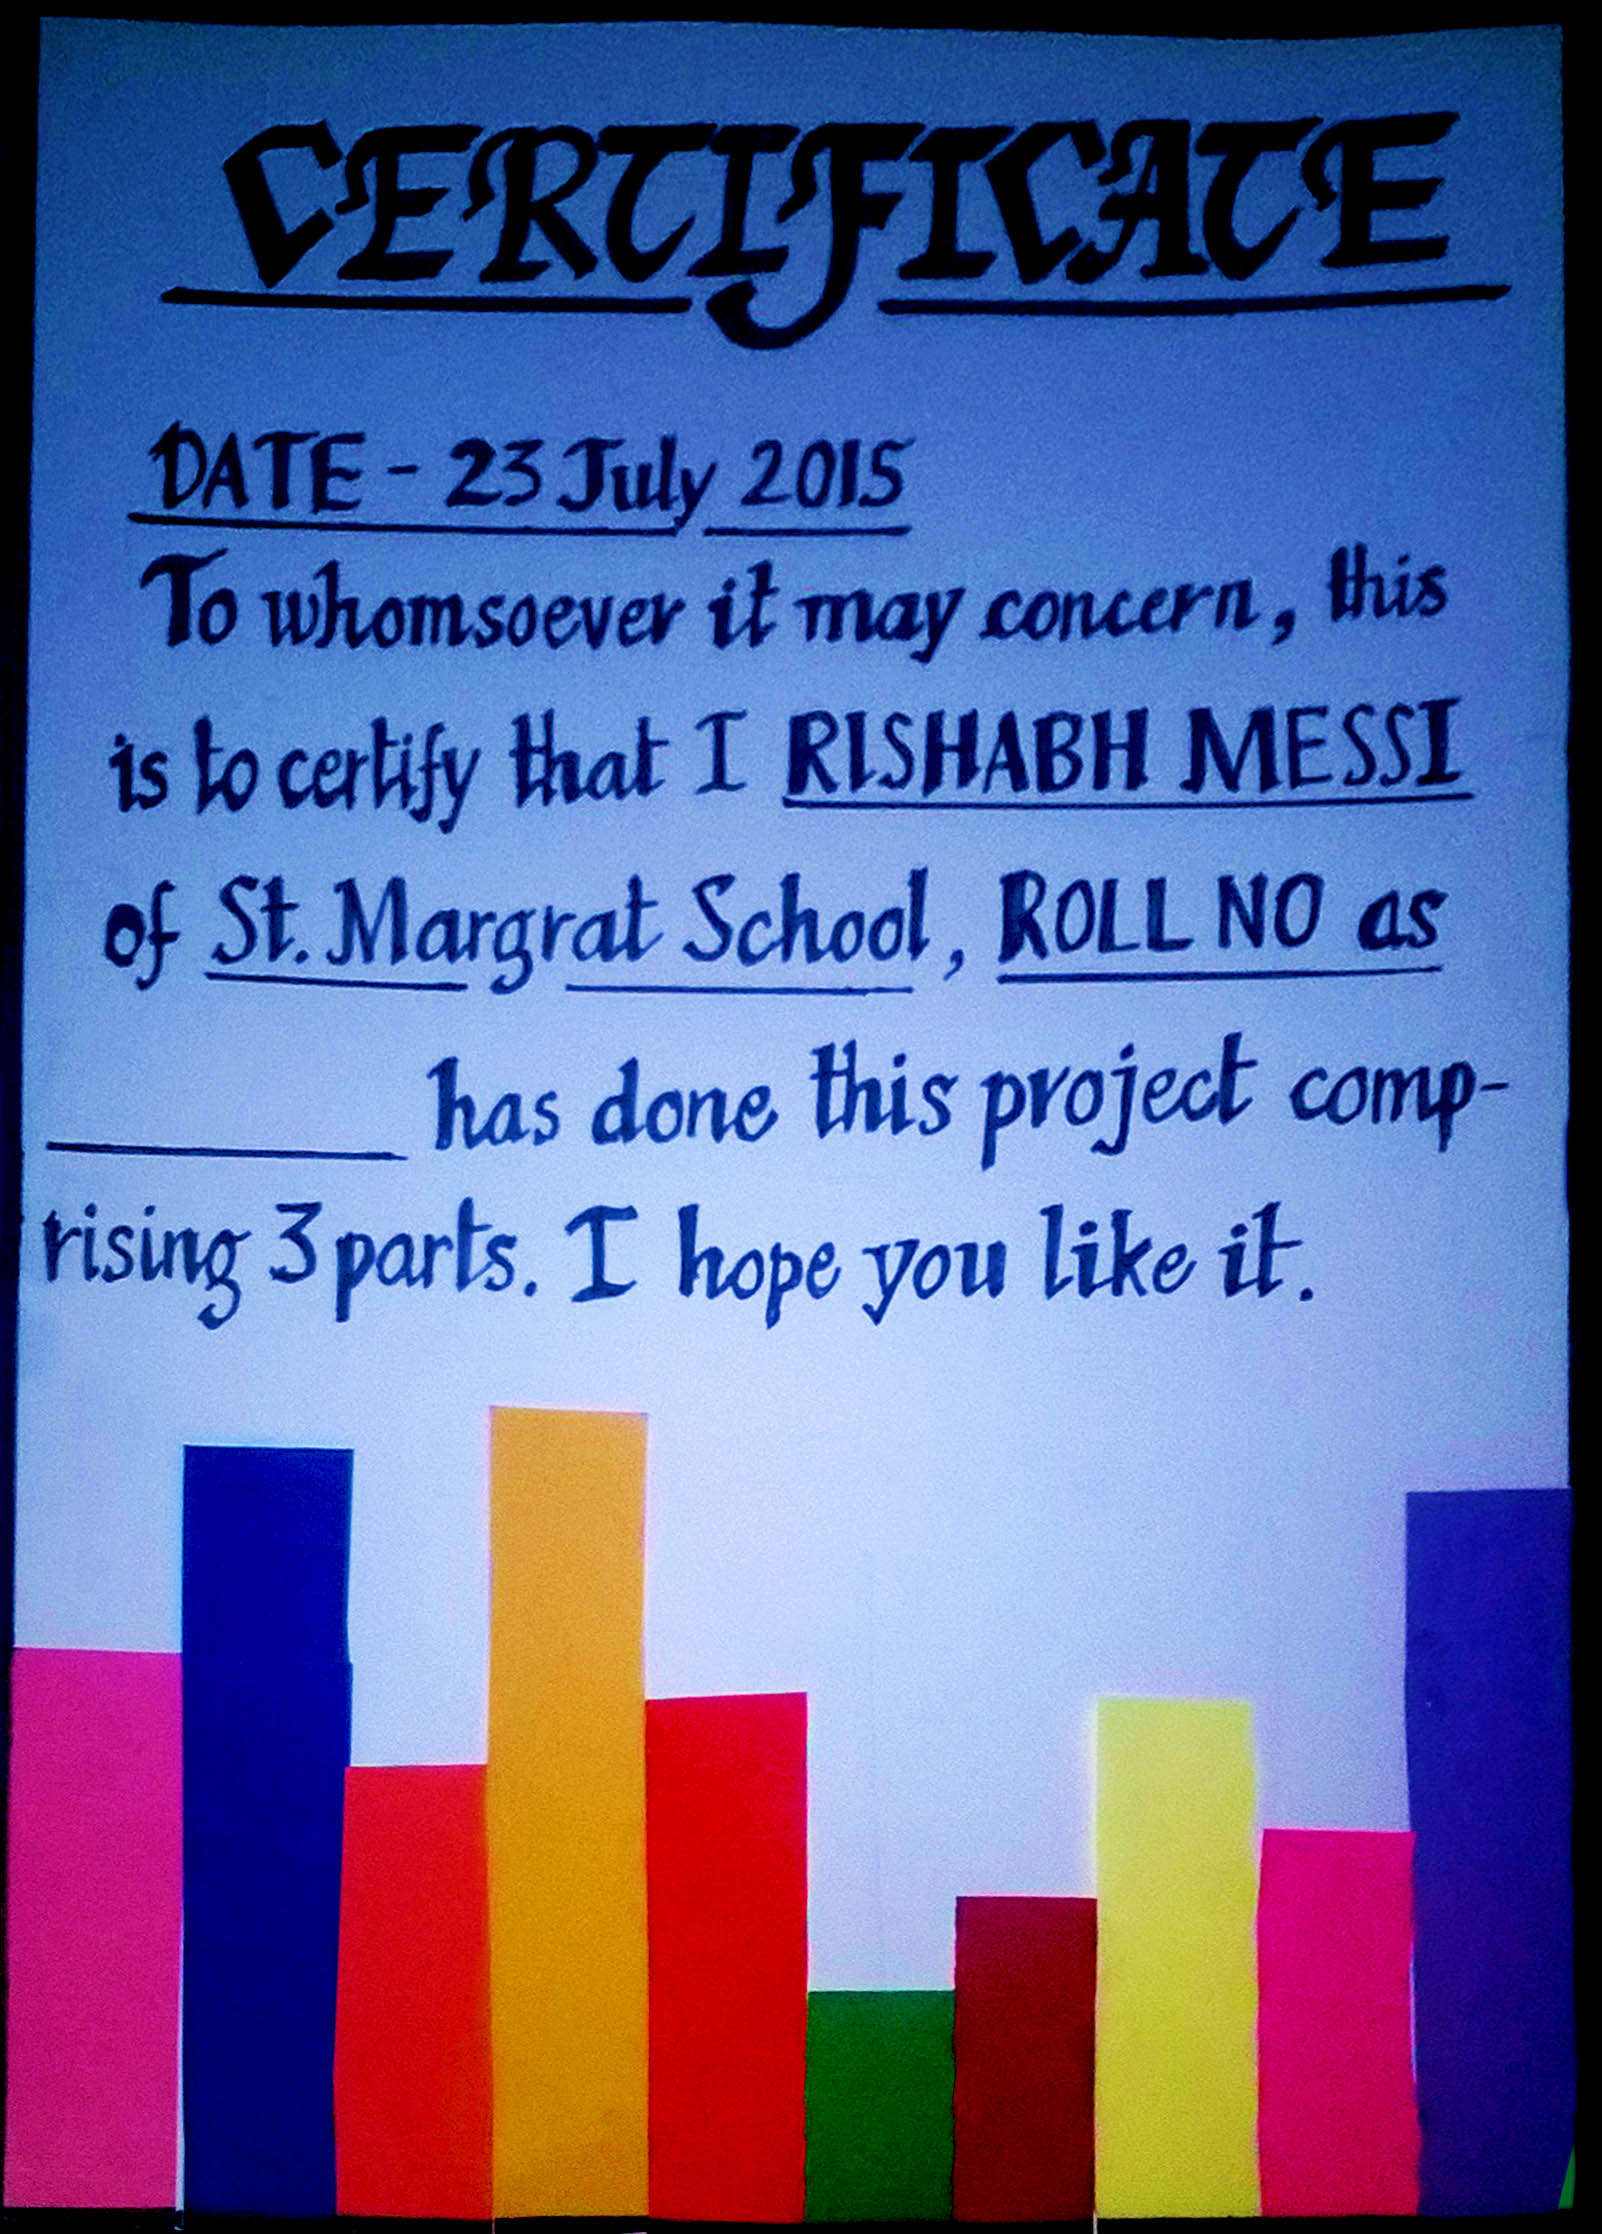 CERTIFICATE
DATE - 23 July 2015
To whomsoever it may concern, this
is to certify that I RISHABH MESSI
of St. Margrat School, ROLL NO as
________ has done this project comp-
rising 3 parts. I hope you like it.